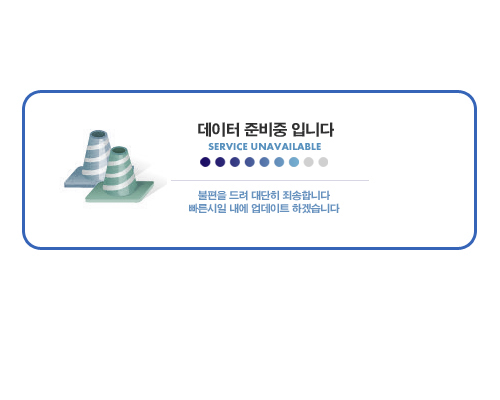 데이터 준비중 입니다
SERVICE UNAVAILABLE
불편을 드려 대단히 죄송합니다
빠른시일 내에 업데이트 하겠습니다